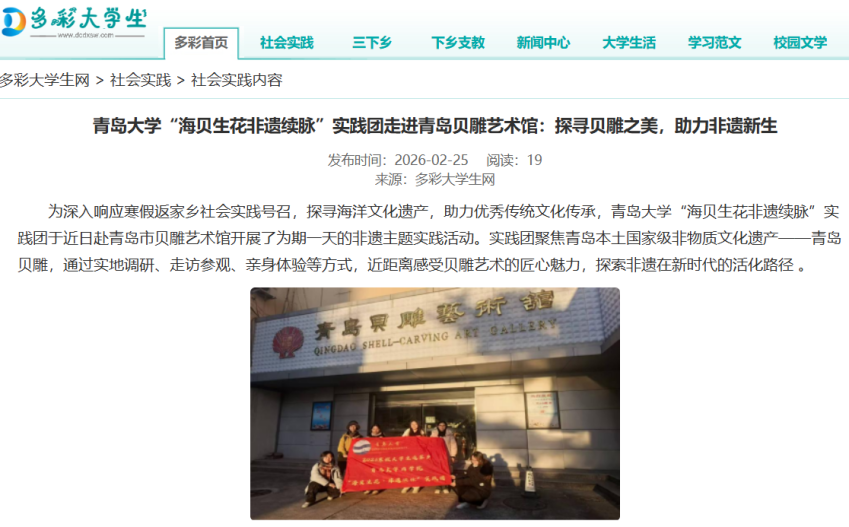 多彩大学生
www.dcdxsw.com
多彩首页 社会实践 三下乡 下乡支教 新闻中心 大学生活 学习范文 校园文学
多彩大学生网 > 社会实践 > 社会实践内容
青岛大学“海贝生花非遗续脉”实践团走进青岛贝雕艺术馆：探寻贝雕之美，助力非遗新生
发布时间：2026-02-25 阅读：19
来源：多彩大学生网
为深入响应寒假返家乡社会实践号召，探寻海洋文化遗产，助力优秀传统文化传承，青岛大学“海贝生花非遗续脉”实
践团于近日赴青岛市贝雕艺术馆开展了为期一天的非遗主题实践活动。实践团聚焦青岛本土国家级非物质文化遗产——青岛
贝雕，通过实地调研、走访参观、亲身体验等方式，近距离感受贝雕艺术的匠心魅力，探索非遗在新时代的活化路径 。
青岛貝雕藝術館
QINGDAO SHELL-CARVING ART GALLERY